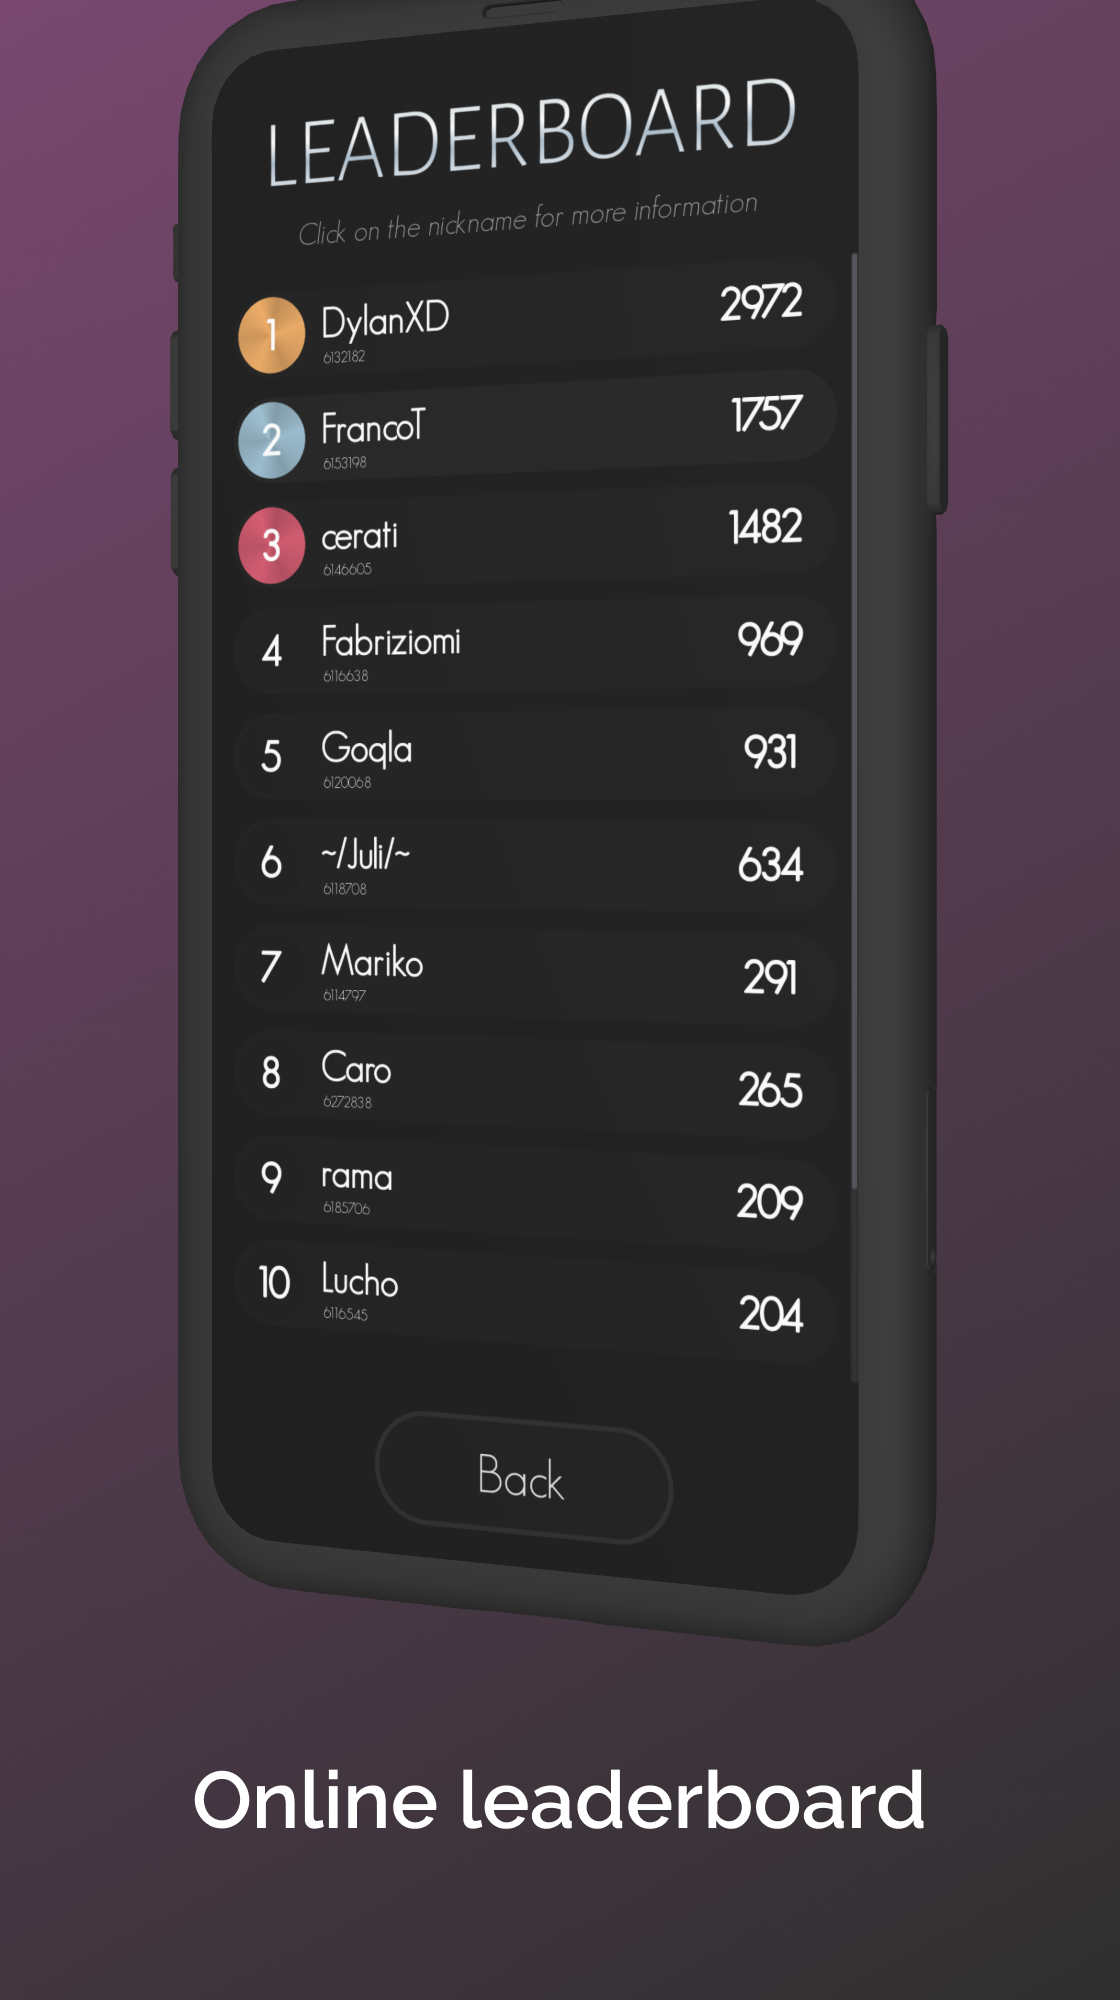 LEADERBOARD
Click on the nickname for more information
1 DylanXD 2972
6132182
2 FrancoT 1757
6153198
3 cerati 1482
6146605
4 Fabriziomi 969
6116638
5 Goqla 931
6120068
6 ~/Juli/~ 634
6118708
7 Mariko 291
6114797
8 Caro 265
6272838
9 rama 209
6185706
10 Lucho 204
6116545
Back
Online leaderboard